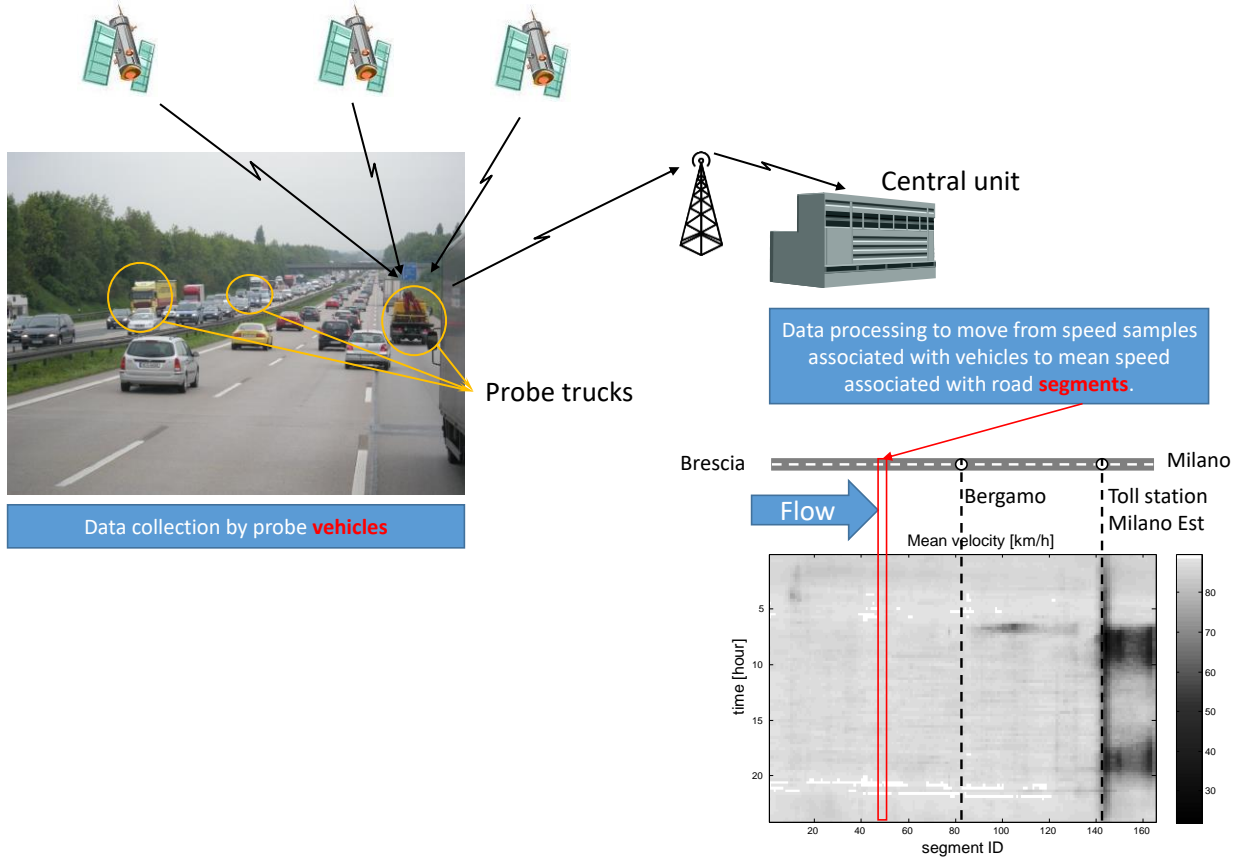 Central unit
Data processing to move from speed samples
associated with vehicles to mean speed
associated with road segments.
Probe trucks
Data collection by probe vehicles
Brescia
Milano
Bergamo
Toll station
Milano Est
Flow
Mean velocity [km/h]
time [hour]
5
10
15
20
20
40
60
80
100
120
140
160
segment ID
80
70
60
50
40
30